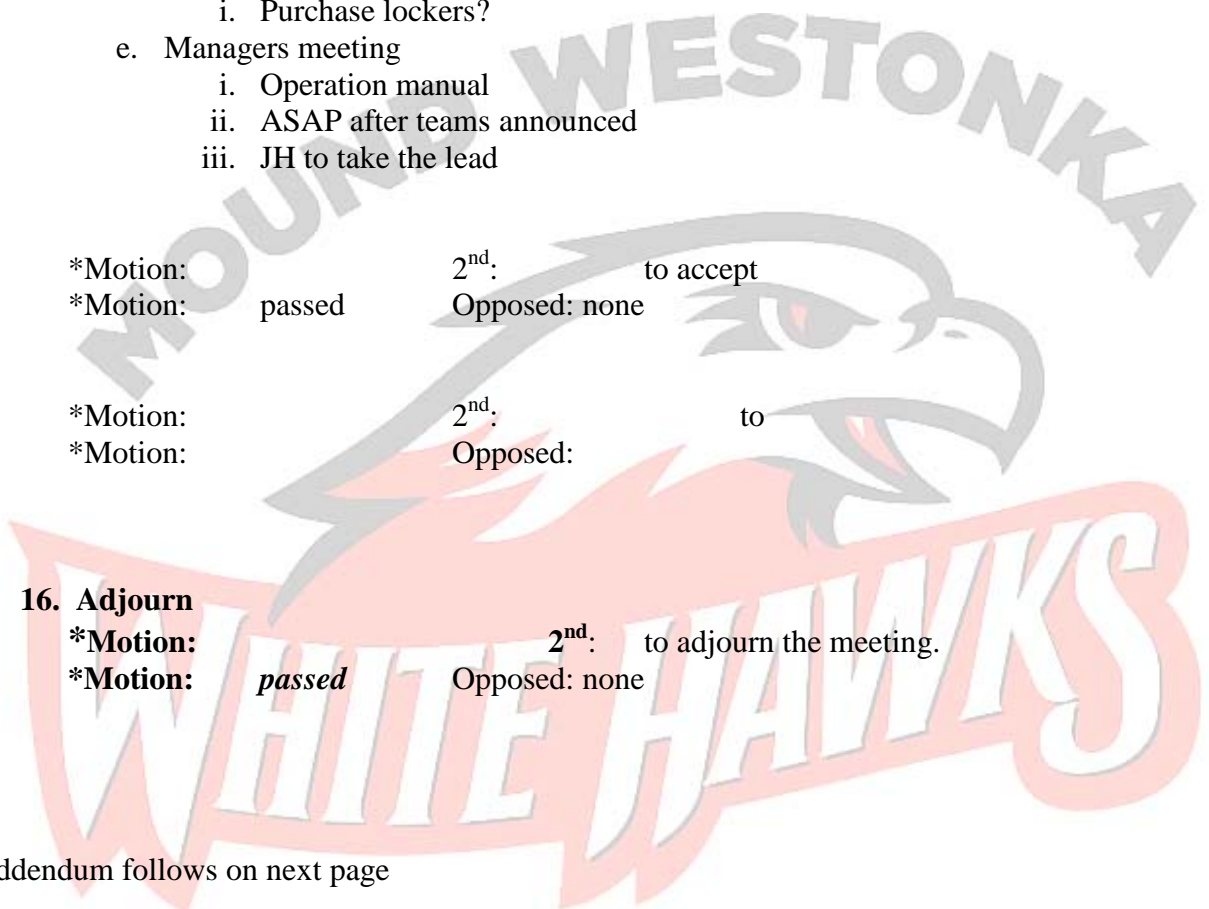 i. Purchase lockers?
e. Managers meeting
i. Operation manual
ii. ASAP after teams announced
iii. JH to take the lead
MOUND WESTONKA
*Motion: 2nd: to accept
*Motion: passed Opposed: none
*Motion: 2nd: to
*Motion: Opposed:
16. Adjourn
*Motion: 2nd: to adjourn the meeting.
*Motion: passed Opposed: none
WHITE HAWKS
ddendum follows on next page